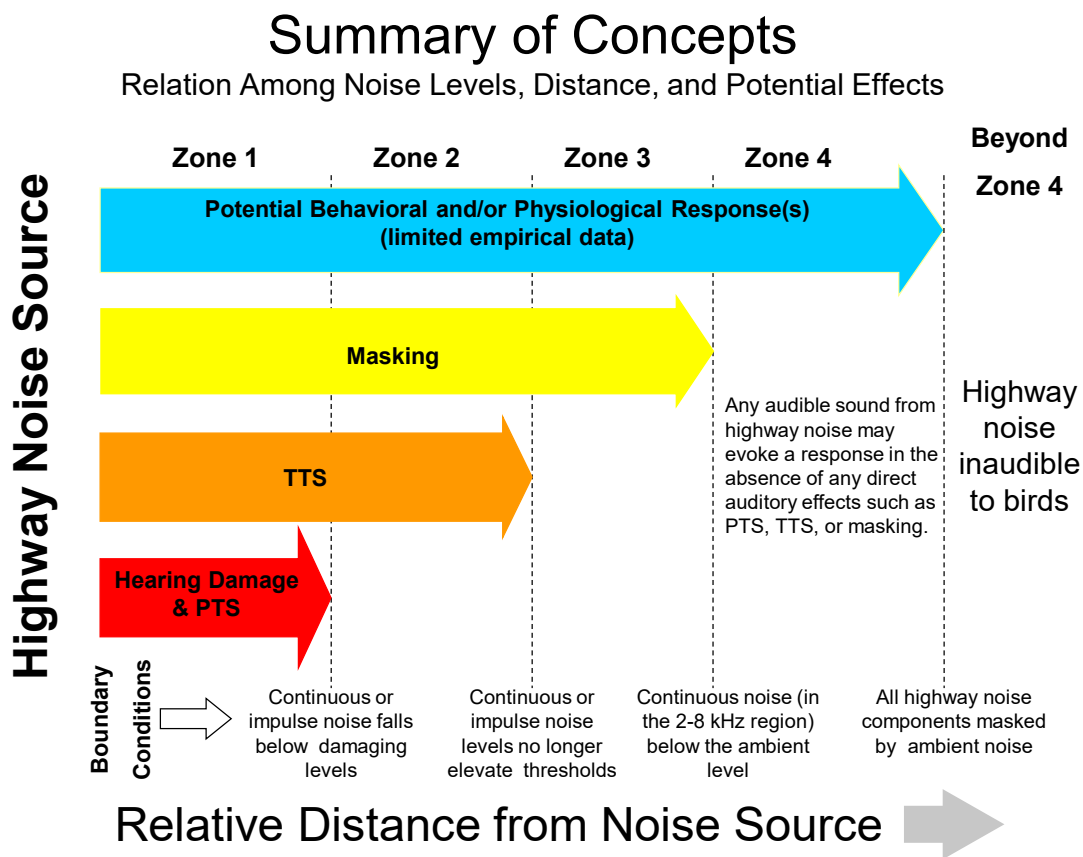 Summary of Concepts
Relation Among Noise Levels, Distance, and Potential Effects
Highway Noise Source
Zone 1
Zone 2
Zone 3
Zone 4
Beyond
Zone 4
Potential Behavioral and/or Physiological Response(s)
(limited empirical data)
Masking
TTS
Hearing Damage
& PTS
Any audible sound from
highway noise may
evoke a response in the
absence of any direct
auditory effects such as
PTS, TTS, or masking.
Highway
noise
inaudible
to birds
Boundary
Conditions
Continuous or
impulse noise falls
below damaging
levels
Continuous or
impulse noise
levels no longer
elevate thresholds
Continuous noise (in
the 2-8 kHz region)
below the ambient
level
All highway noise
components masked
by ambient noise
Relative Distance from Noise Source